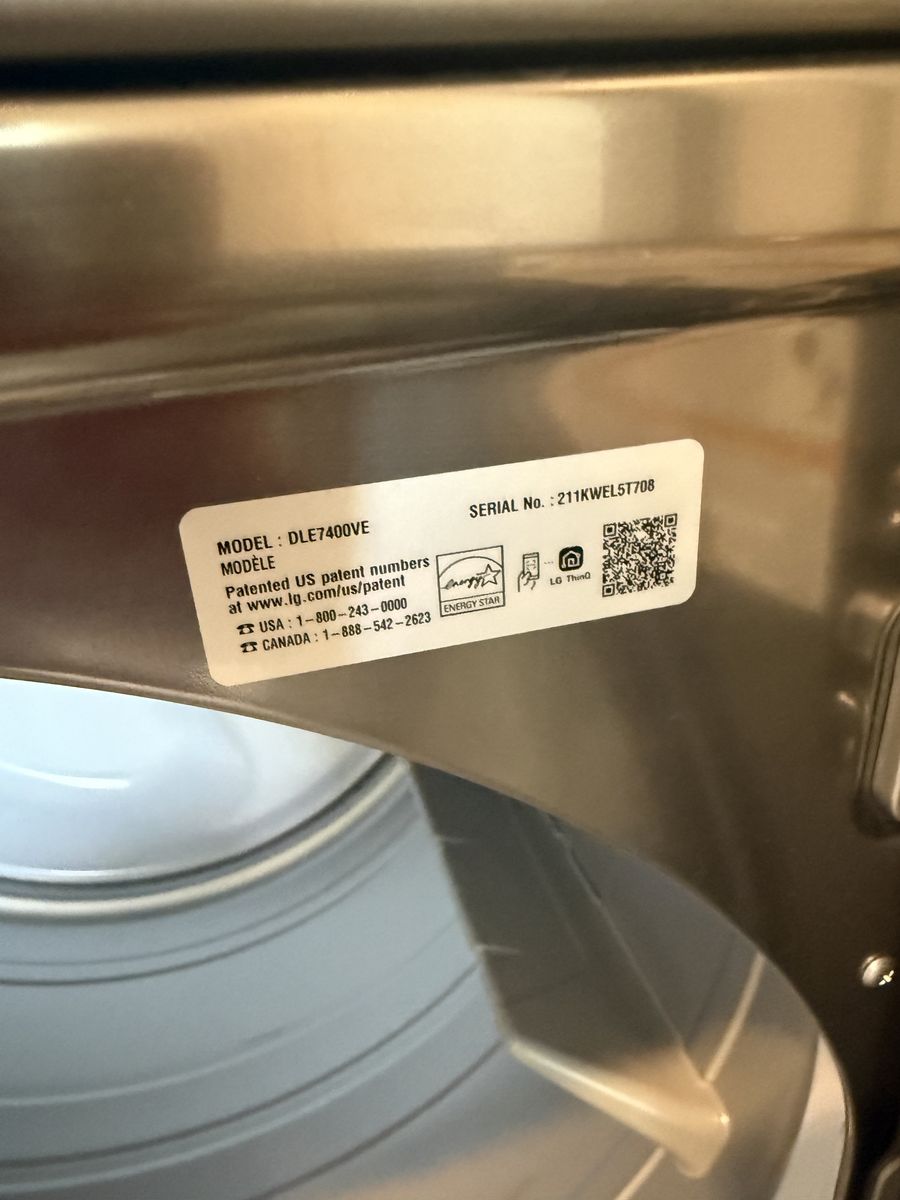 MODEL : DLE7400VE
MODÈLE
SERIAL No. : 211KWEL5T708
Patented US patent numbers
at www.lg.com/us/patent
☎ USA : 1-800-243-0000
☎ CANADA : 1-888-542-2623
energy
ENERGY STAR
LG ThinQ